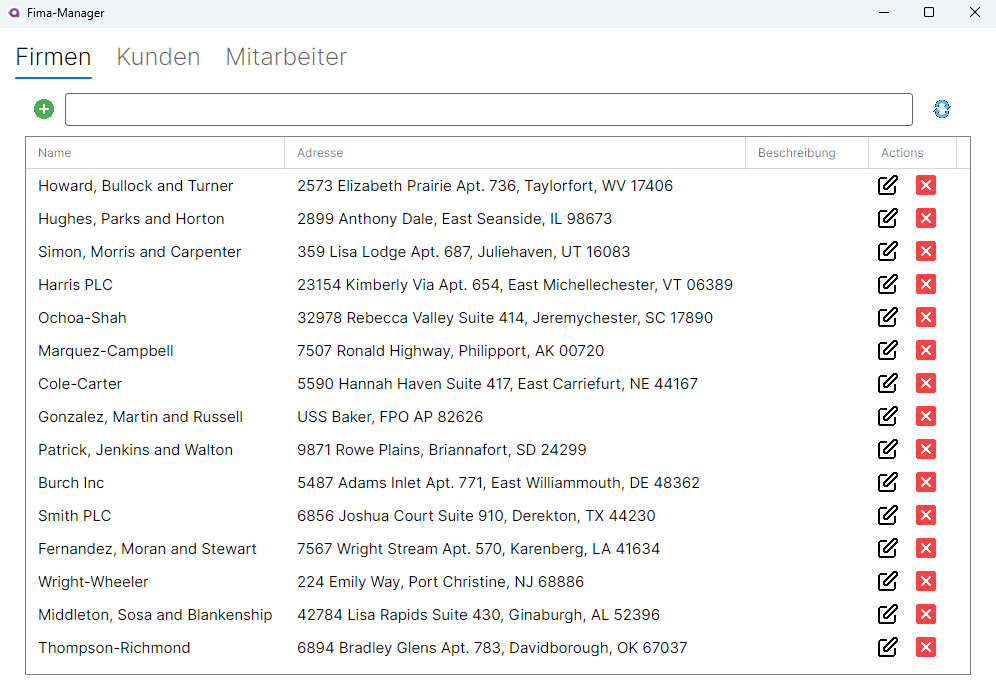 Fima-Manager
Firmen Kunden Mitarbeiter
Name Adresse Beschreibung Actions
Howard, Bullock and Turner 2573 Elizabeth Prairie Apt. 736, Taylorfort, WV 17406
Hughes, Parks and Horton 2899 Anthony Dale, East Seanside, IL 98673
Simon, Morris and Carpenter 359 Lisa Lodge Apt. 687, Juliehaven, UT 16083
Harris PLC 23154 Kimberly Via Apt. 654, East Michellechester, VT 06389
Ochoa-Shah 32978 Rebecca Valley Suite 414, Jeremychester, SC 17890
Marquez-Campbell 7507 Ronald Highway, Philipport, AK 00720
Cole-Carter 5590 Hannah Haven Suite 417, East Carriefurt, NE 44167
Gonzalez, Martin and Russell USS Baker, FPO AP 82626
Patrick, Jenkins and Walton 9871 Rowe Plains, Briannafort, SD 24299
Burch Inc 5487 Adams Inlet Apt. 771, East Williammouth, DE 48362
Smith PLC 6856 Joshua Court Suite 910, Derekton, TX 44230
Fernandez, Moran and Stewart 7567 Wright Stream Apt. 570, Karenberg, LA 41634
Wright-Wheeler 224 Emily Way, Port Christine, NJ 68886
Middleton, Sosa and Blankenship 42784 Lisa Rapids Suite 430, Ginaburgh, AL 52396
Thompson-Richmond 6894 Bradley Glens Apt. 783, Davidborough, OK 67037